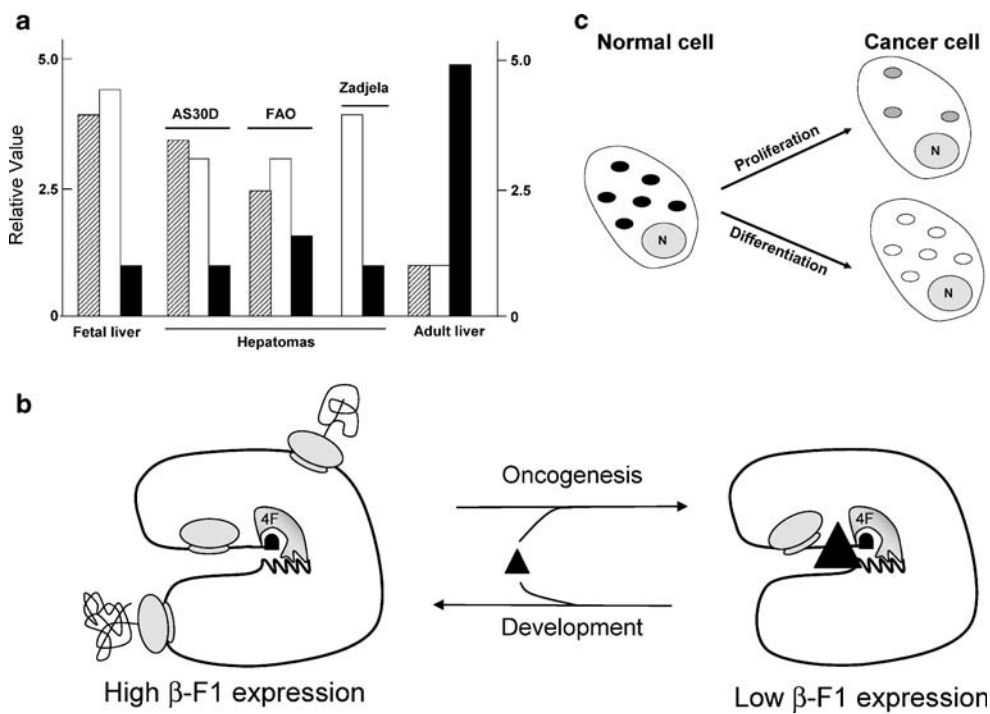 a
Relative Value
5.0
2.5
0
5.0
2.5
0
AS30D
FAO
Zadjela
Fetal liver
Hepatomas
Adult liver
c
Normal cell
Cancer cell
N
Proliferation
Differentiation
N
N
b
4F
High β-F1 expression
Oncogenesis
Development
4F
Low β-F1 expression